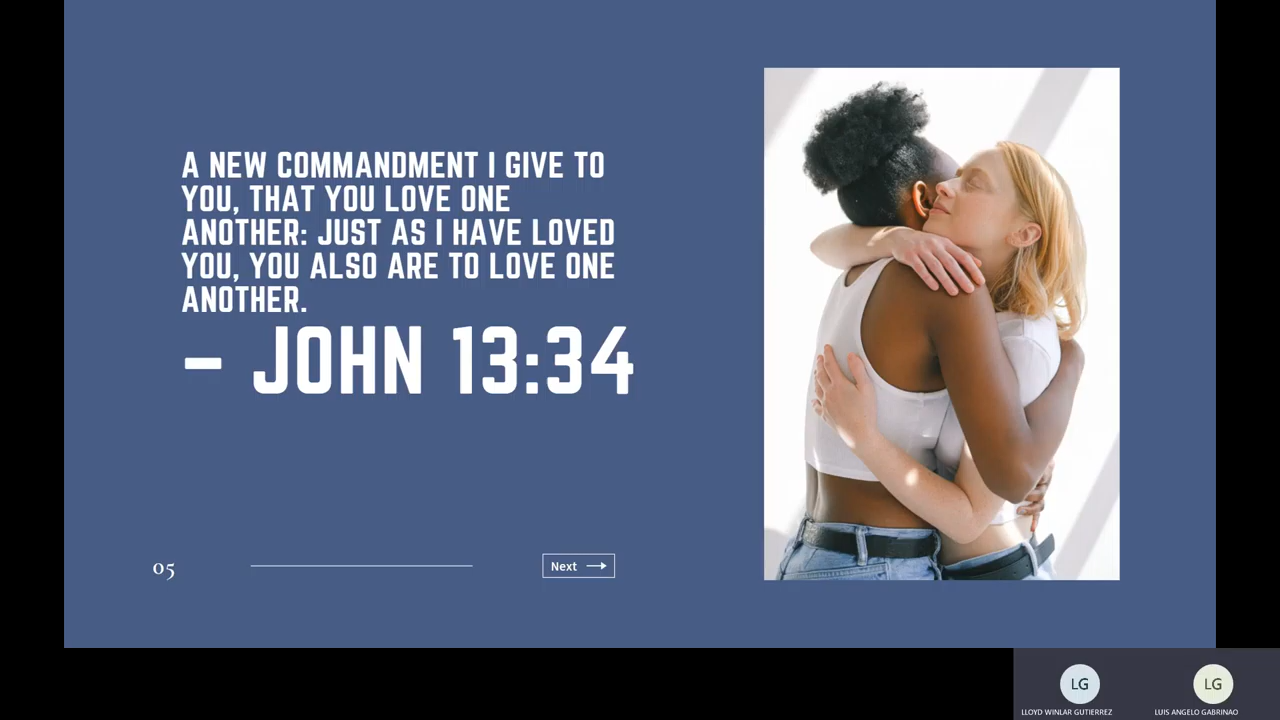 A NEW COMMANDMENT I GIVE TO
YOU, THAT YOU LOVE ONE
ANOTHER: JUST AS I HAVE LOVED
YOU, YOU ALSO ARE TO LOVE ONE
ANOTHER.
– JOHN 13:34
05
Next
LG
LG
LLOYD WINLAR GUTIERREZ
LUIS ANGELO GABRINAO